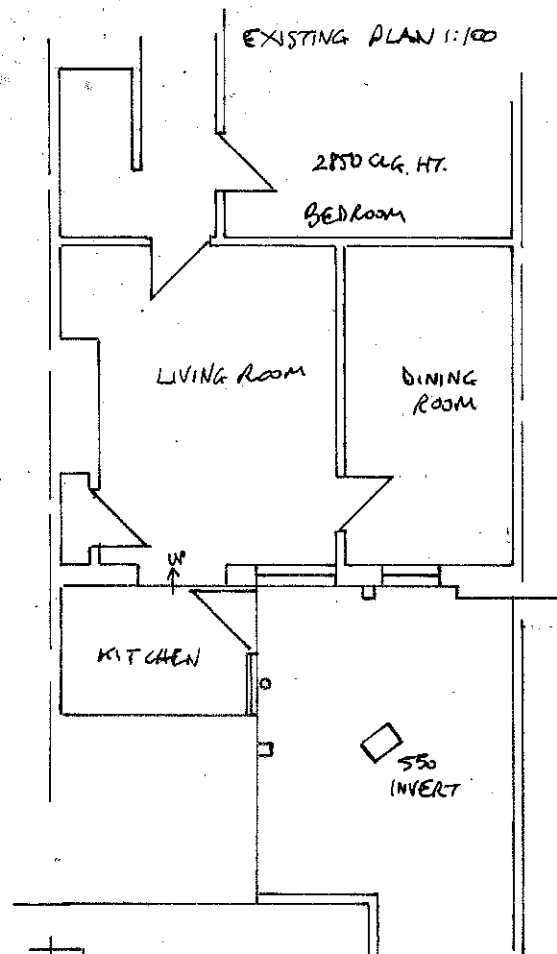 EXISTING PLAN 1:100
2850 CLG. HT.
BEDROOM
LIVING ROOM
DINING
ROOM
UP
KITCHEN
550
INVERT